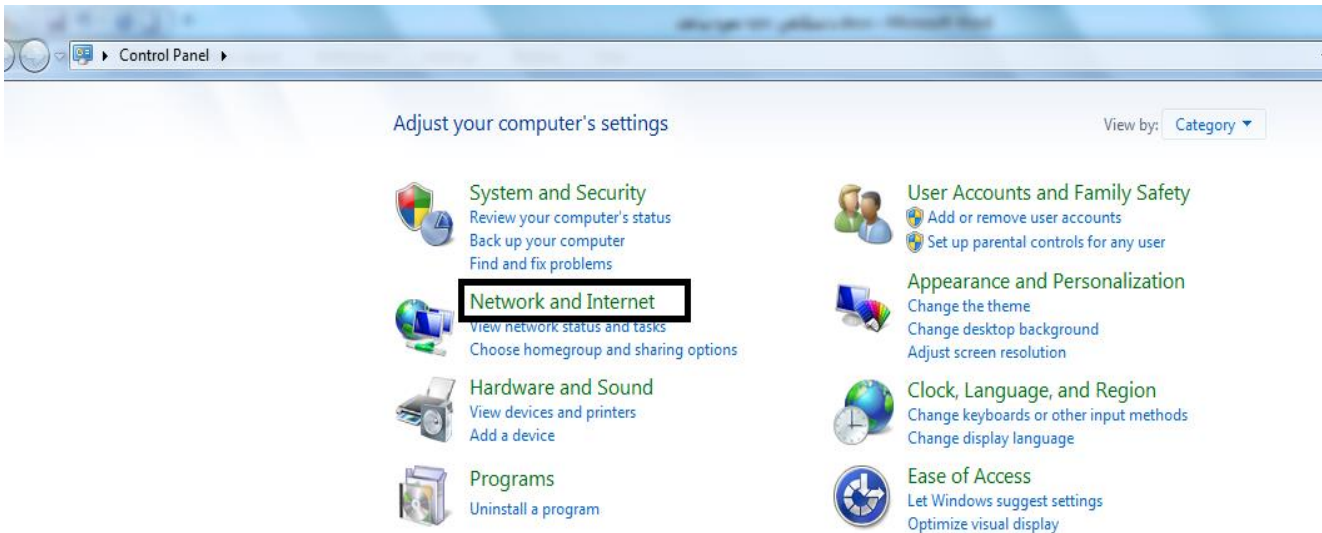 Control Panel
Adjust your computer's settings
View by: Category
System and Security
Review your computer's status
Back up your computer
Find and fix problems
Network and Internet
View network status and tasks
Choose homegroup and sharing options
Hardware and Sound
View devices and printers
Add a device
Programs
Uninstall a program
User Accounts and Family Safety
Add or remove user accounts
Set up parental controls for any user
Appearance and Personalization
Change the theme
Change desktop background
Adjust screen resolution
Clock, Language, and Region
Change keyboards or other input methods
Change display language
Ease of Access
Let Windows suggest settings
Optimize visual display